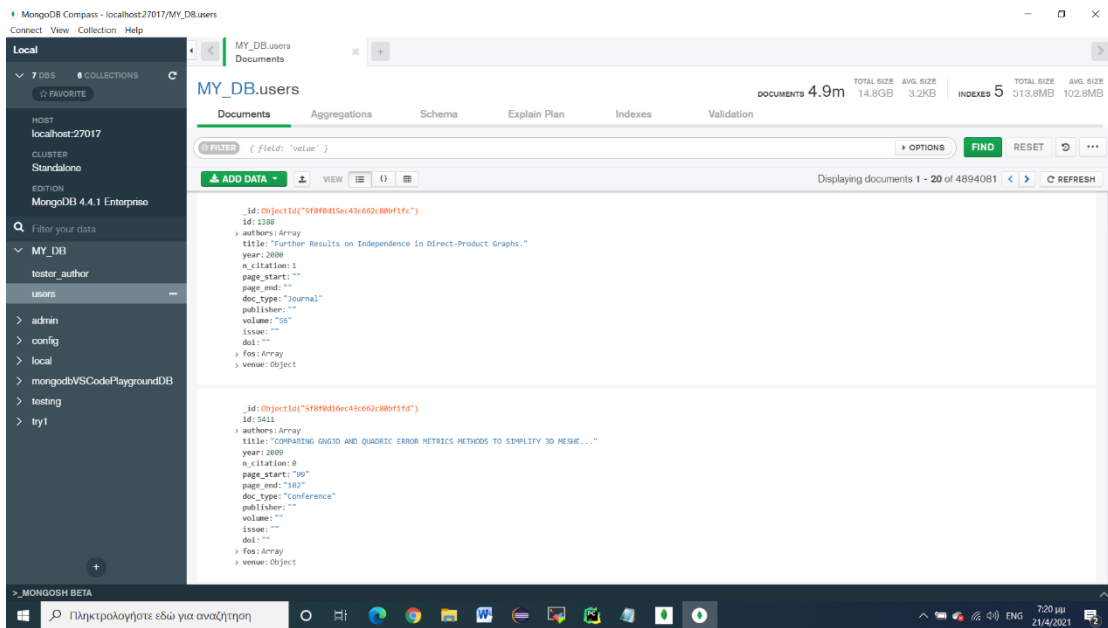 MongoDB Compass - localhost:27017/MY_DB.users
Connect View Collection Help
Local
7 DBS 6 COLLECTIONS
FAVORITE
HOST
localhost:27017
CLUSTER
Standalone
EDITION
MongoDB 4.4.1 Enterprise
Filter your data
MY_DB
tester_author
users
admin
config
local
mongodbVSCodePlaygroundDB
testing
try1
MY_DB.users
Documents
MY_DB.users
DOCUMENTS 4.9m TOTAL SIZE 14.8GB AVG. SIZE 3.2KB INDEXES 5 TOTAL SIZE 513.8MB AVG. SIZE 102.8MB
Documents Aggregations Schema Explain Plan Indexes Validation
FILTER { field: 'value' } OPTIONS FIND RESET
ADD DATA VIEW Displaying documents 1 - 20 of 4894081 REFRESH
_id: ObjectId("5f8f0d15ec43c662c80bf1fc")
id: 1388
authors: Array
title: "Further Results on Independence in Direct-Product Graphs."
year: 2000
n_citation: 1
page_start: ""
page_end: ""
doc_type: "Journal"
publisher: ""
volume: "56"
issue: ""
doi: ""
fos: Array
venue: Object
_id: ObjectId("5f8f0d16ec43c662c80bf1fd")
id: 5411
authors: Array
title: "COMPARING GNG3D AND QUADRIC ERROR METRICS METHODS TO SIMPLIFY 3D MESHE..."
year: 2009
n_citation: 0
page_start: "99"
page_end: "102"
doc_type: "Conference"
publisher: ""
volume: ""
issue: ""
doi: ""
fos: Array
venue: Object
>_MONGOSH BETA
Πληκτρολογήστε εδώ για αναζήτηση
ENG
7:20 μμ
21/4/2021
2